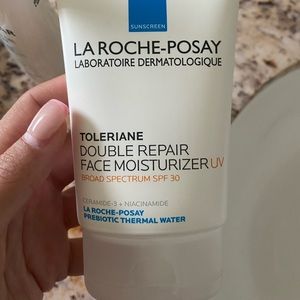 SUNSCREEN
LA ROCHE-POSAY
LABORATOIRE DERMATOLOGIQUE
TOLERIANE
DOUBLE REPAIR
FACE MOISTURIZER UV
BROAD SPECTRUM SPF 30
CERAMIDE-3 + NIACINAMIDE
LA ROCHE-POSAY
PREBIOTIC THERMAL WATER